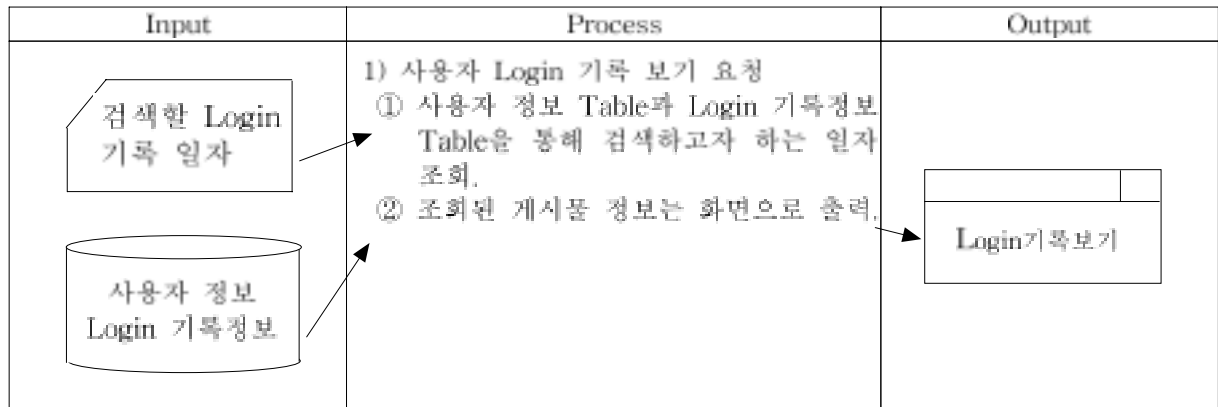 Input
Process
Output
검색할 Login
기록 일자
사용자 정보
Login 기록정보
1) 사용자 Login 기록 보기 요청
① 사용자 정보 Table과 Login 기록정보
Table을 통해 검색하고자 하는 일자
조회.
② 조회된 게시물 정보는 화면으로 출력.
Login기록보기